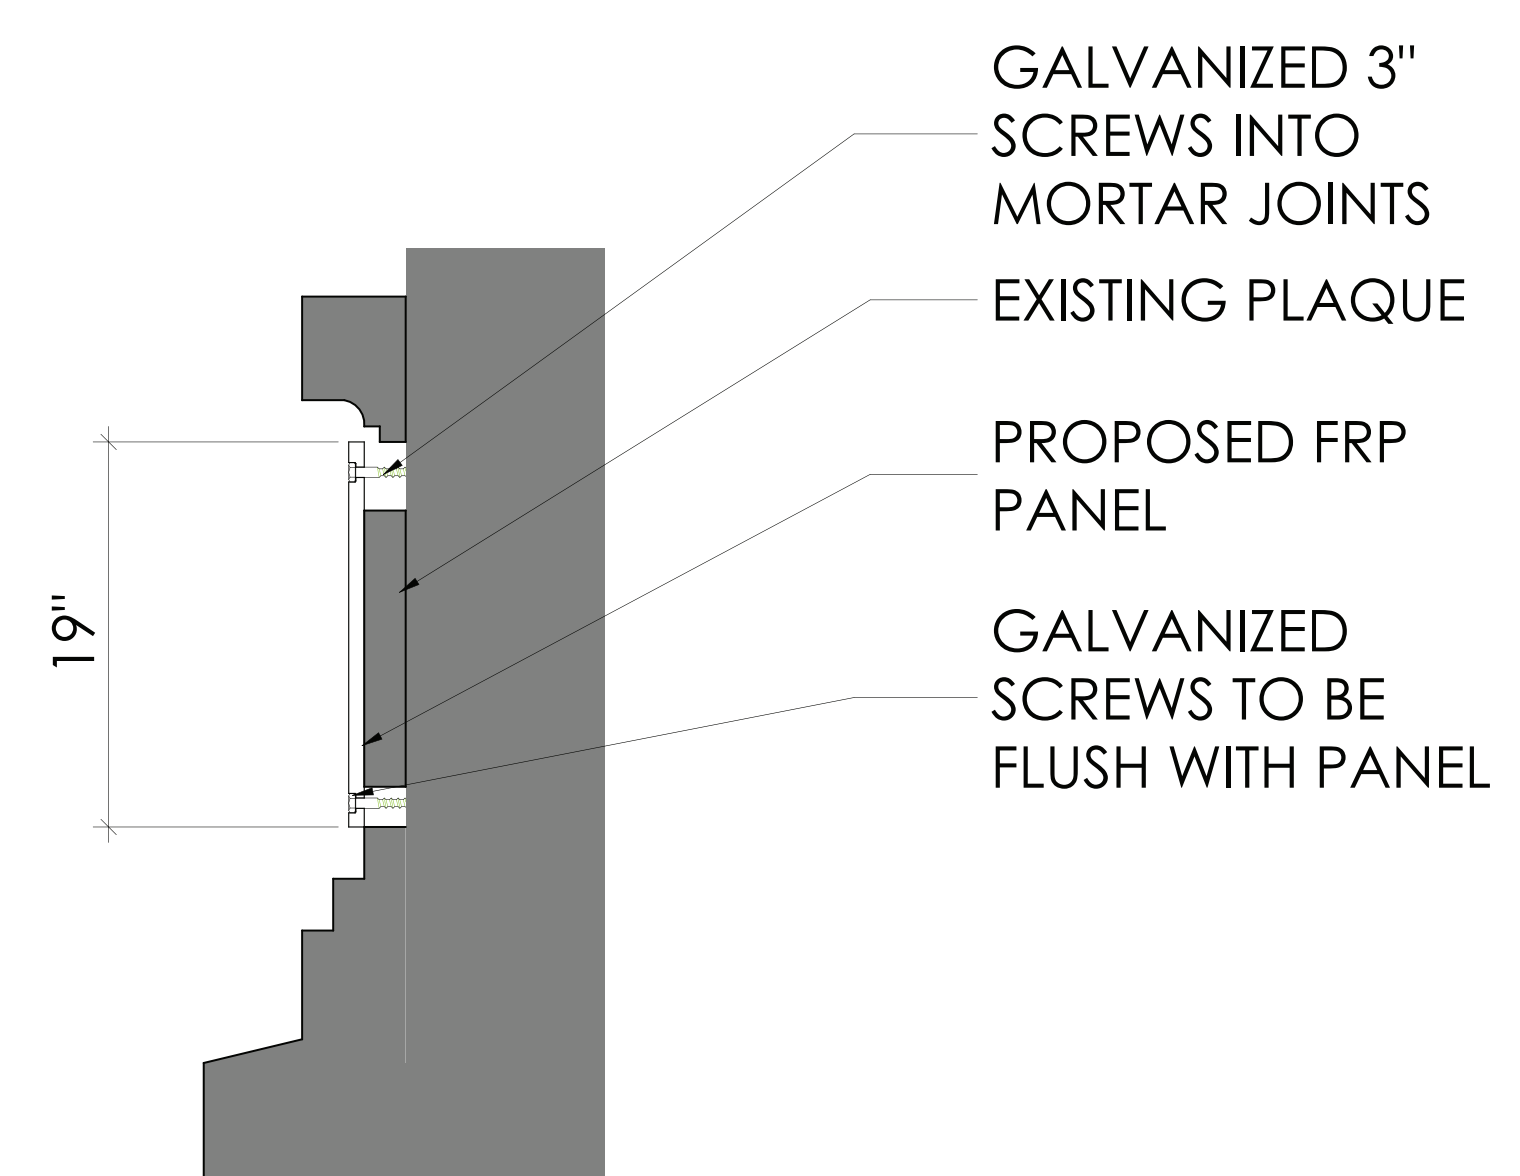 GALVANIZED 3"
SCREWS INTO
MORTAR JOINTS
EXISTING PLAQUE
PROPOSED FRP
PANEL
GALVANIZED
SCREWS TO BE
FLUSH WITH PANEL
19"